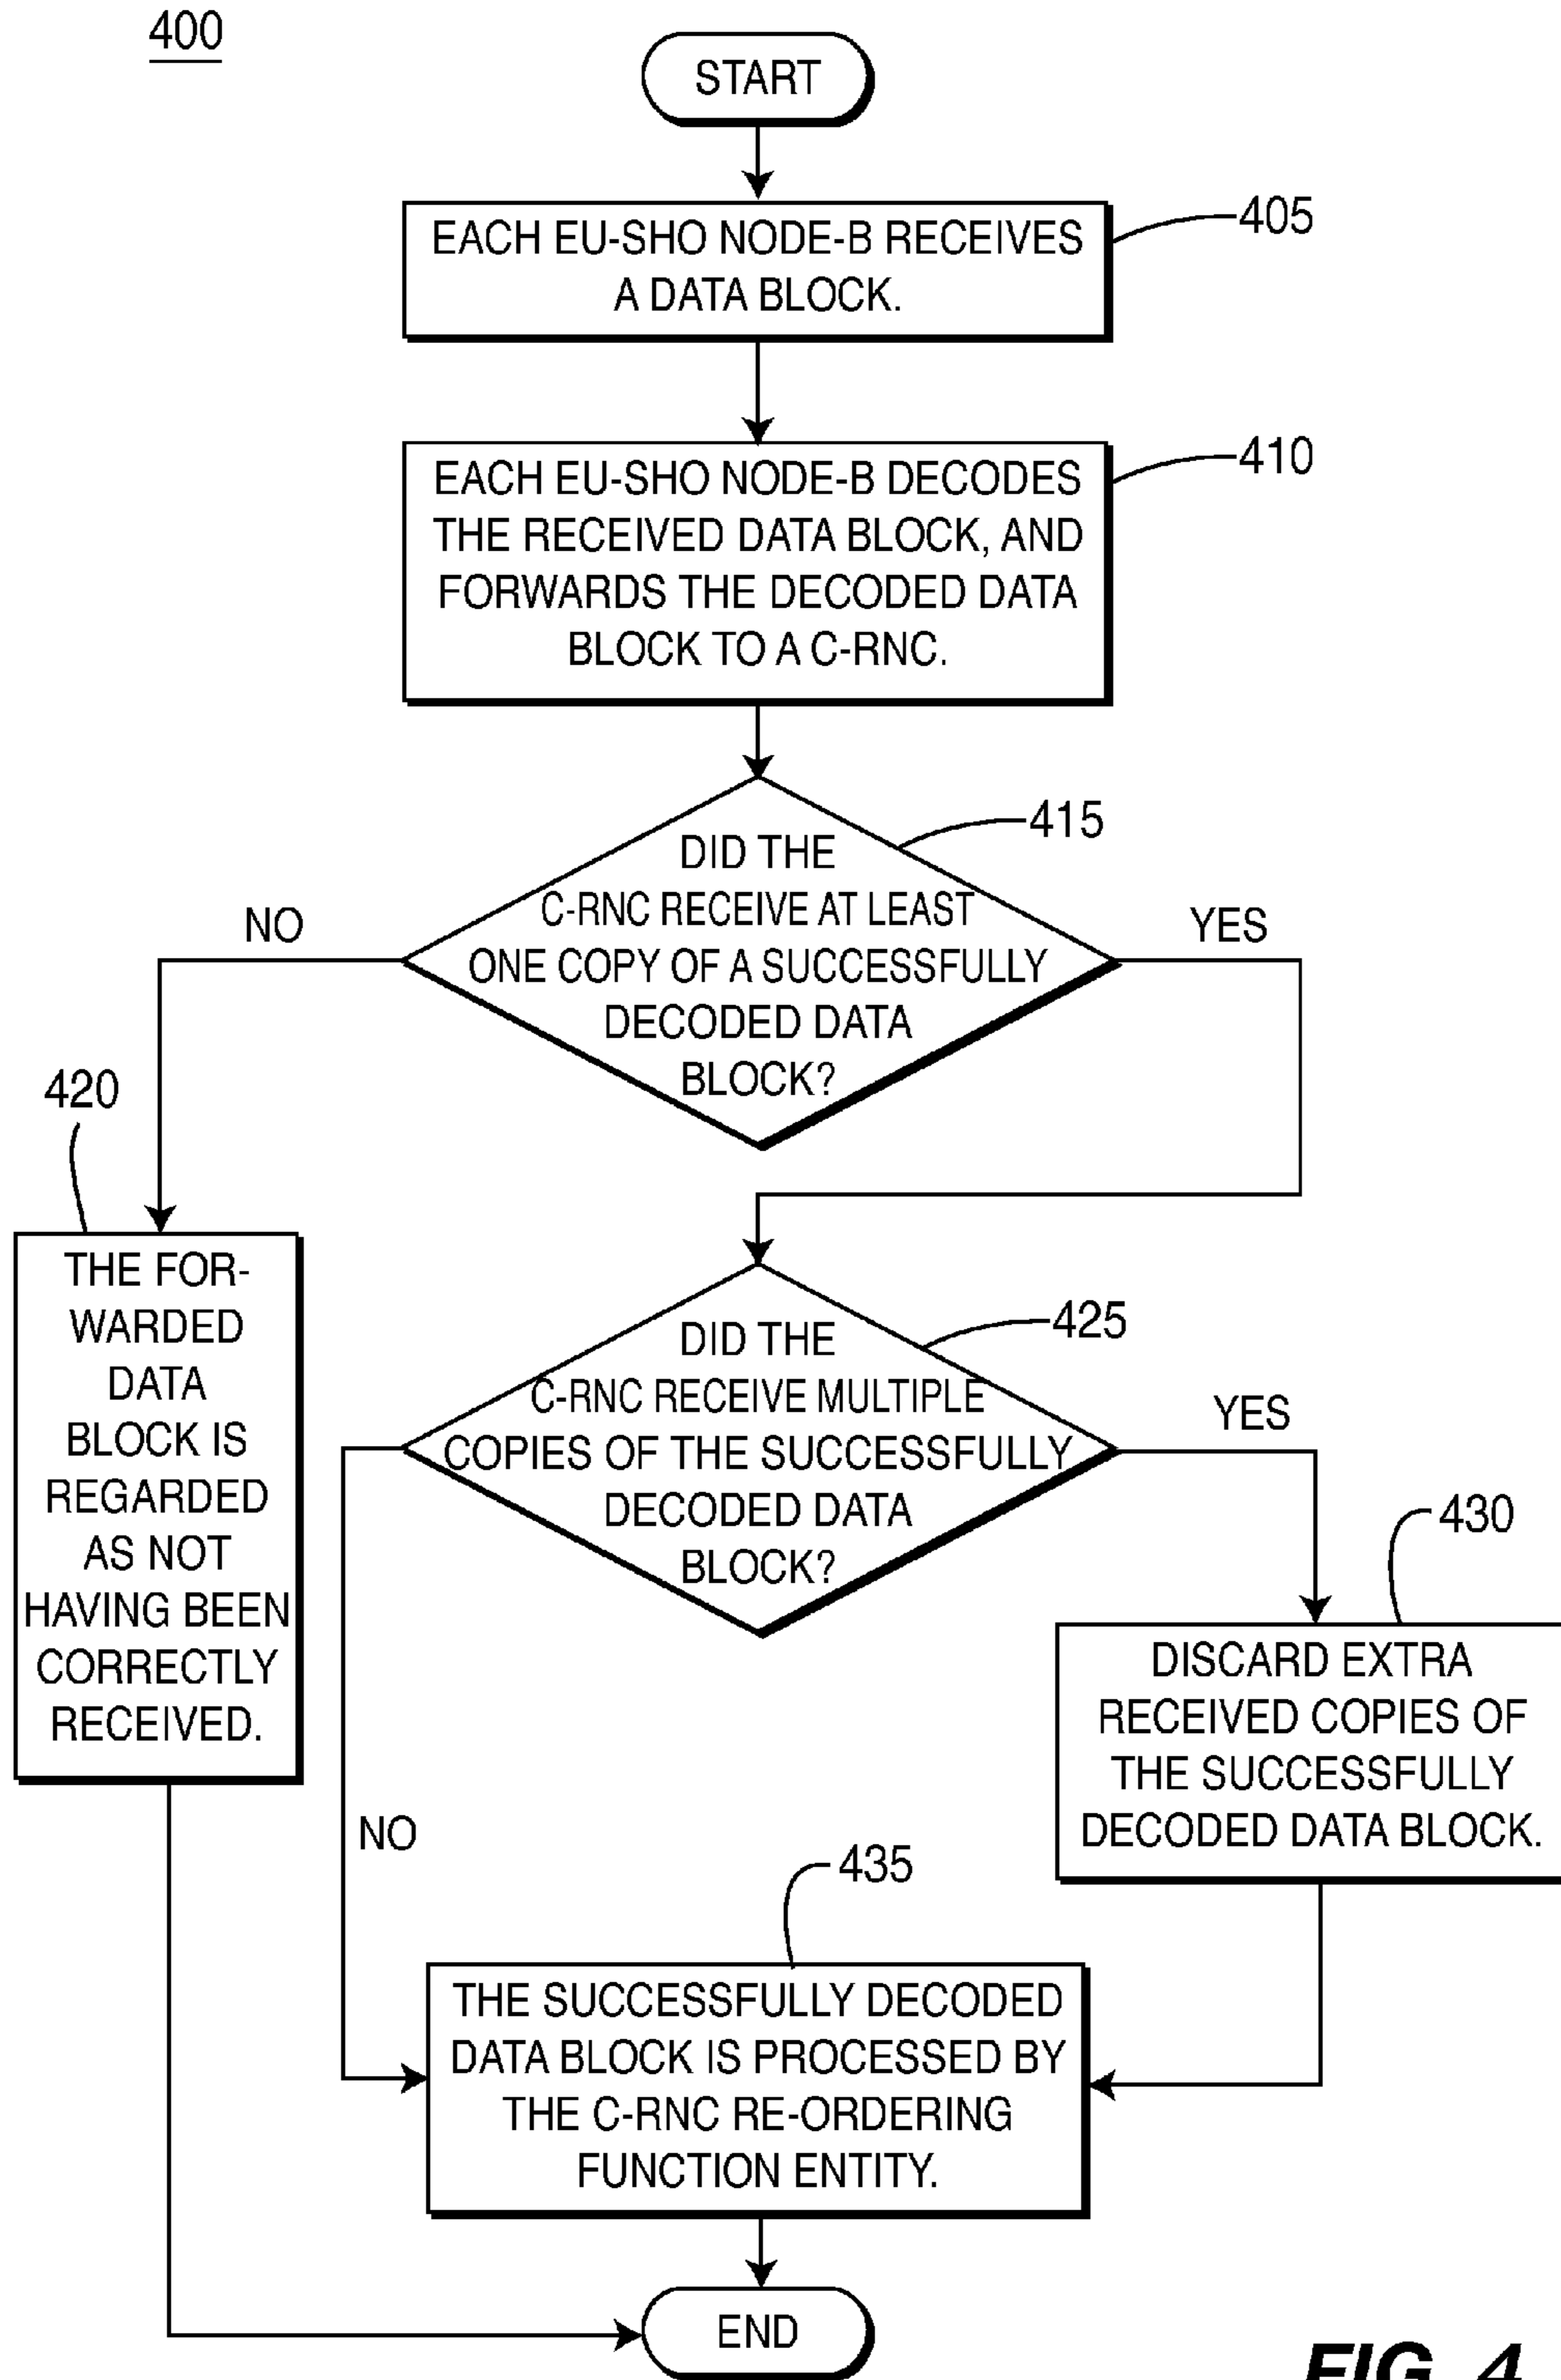 400
START
EACH EU-SHO NODE-B RECEIVES
A DATA BLOCK.
405
EACH EU-SHO NODE-B DECODES
THE RECEIVED DATA BLOCK, AND
FORWARDS THE DECODED DATA
BLOCK TO A C-RNC.
410
DID THE
C-RNC RECEIVE AT LEAST
ONE COPY OF A SUCCESSFULLY
DECODED DATA
BLOCK?
415
NO
YES
420
THE FOR-
WARDED
DATA
BLOCK IS
REGARDED
AS NOT
HAVING BEEN
CORRECTLY
RECEIVED.
DID THE
C-RNC RECEIVE MULTIPLE
COPIES OF THE SUCCESSFULLY
DECODED DATA
BLOCK?
425
YES
NO
430
DISCARD EXTRA
RECEIVED COPIES OF
THE SUCCESSFULLY
DECODED DATA BLOCK.
435
THE SUCCESSFULLY DECODED
DATA BLOCK IS PROCESSED BY
THE C-RNC RE-ORDERING
FUNCTION ENTITY.
END
FIG. 4